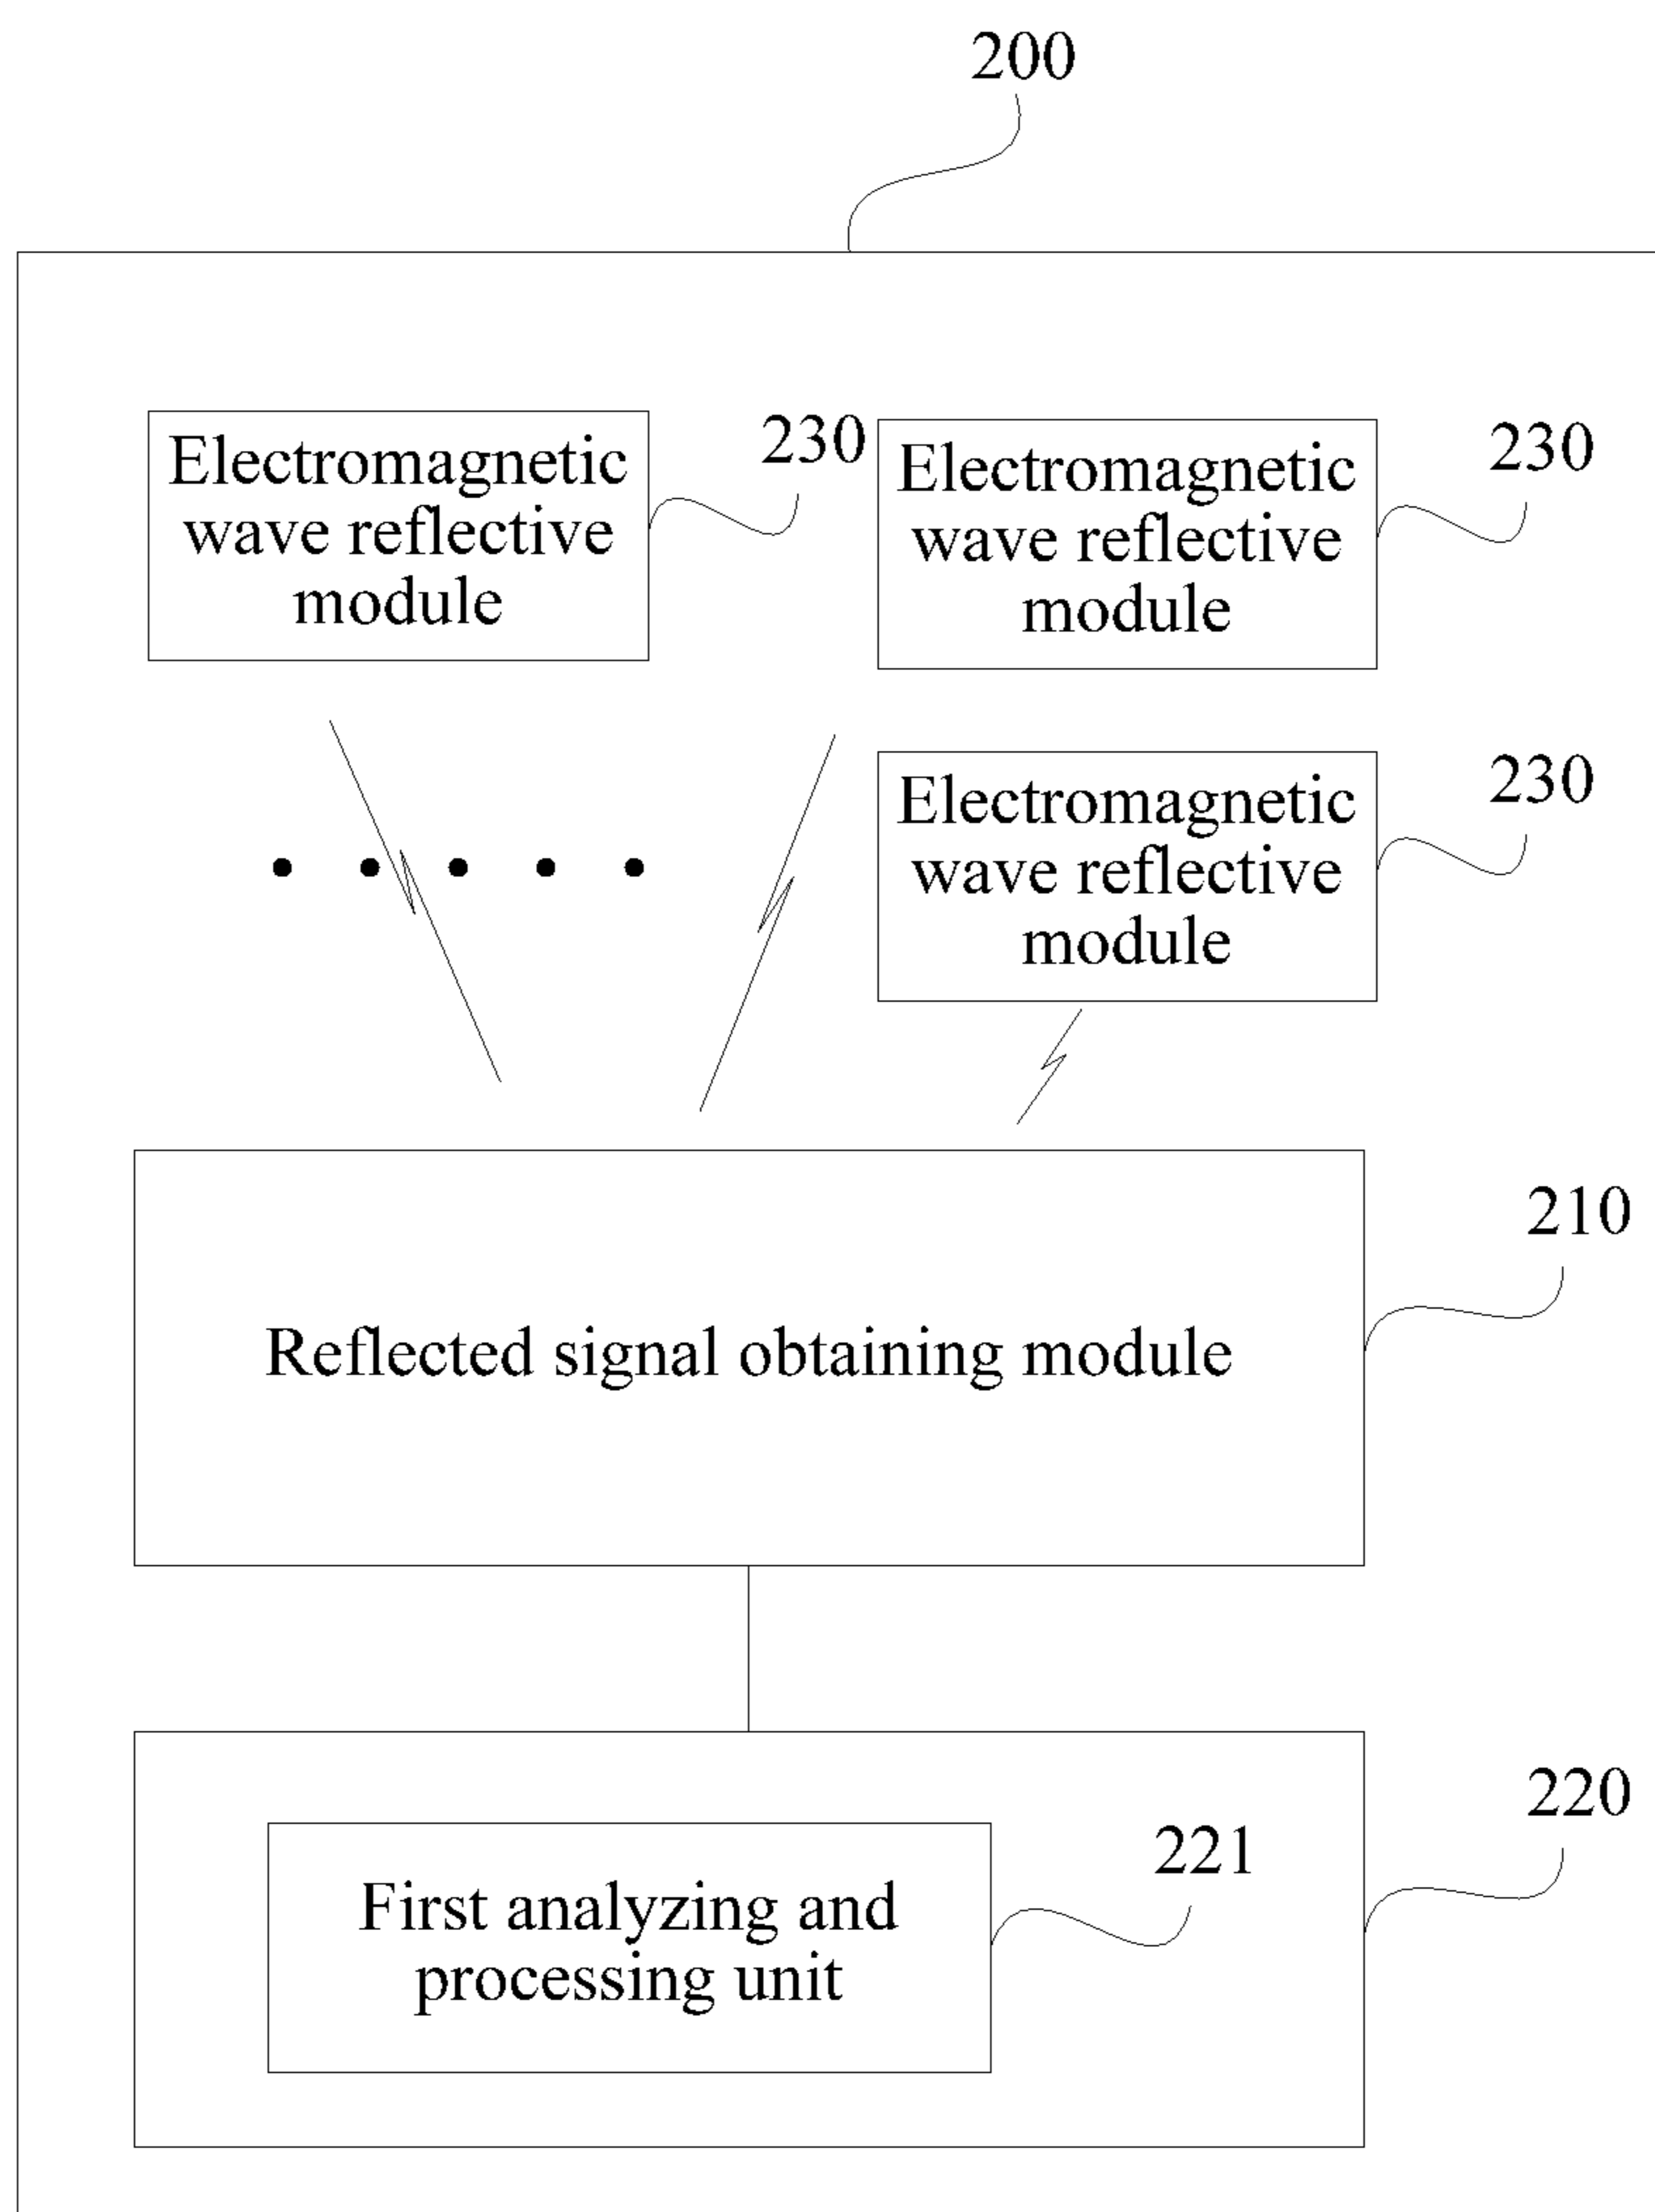 200
Electromagnetic
wave reflective
module
230
Electromagnetic
wave reflective
module
230
Electromagnetic
wave reflective
module
230
Reflected signal obtaining module
210
First analyzing and
processing unit
221
220